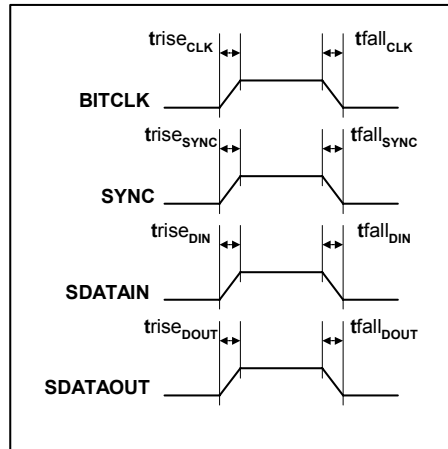 triseCLK tfallCLK
BITCLK
triseSYNC tfallSYNC
SYNC
triseDIN tfallDIN
SDATAIN
triseDOUT tfallDOUT
SDATAOUT